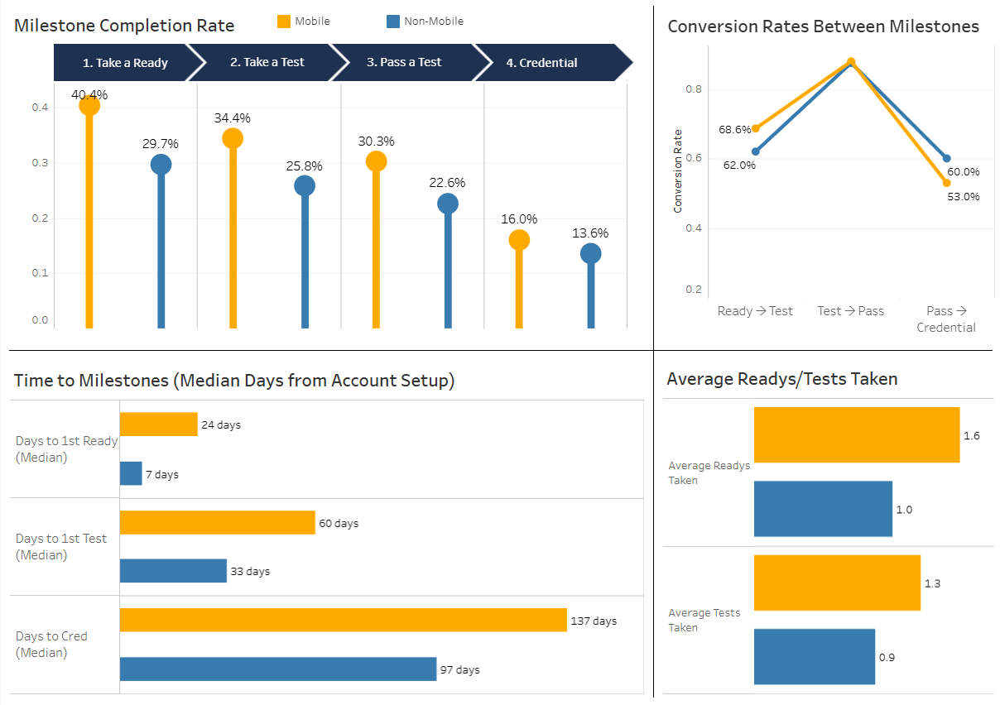 Milestone Completion Rate
Mobile
Non-Mobile
1. Take a Ready
2. Take a Test
3. Pass a Test
4. Credential
40.4%
29.7%
34.4%
25.8%
30.3%
22.6%
16.0%
13.6%
0.4
0.3
0.2
0.1
0.0
Conversion Rates Between Milestones
Conversion Rate
0.8
0.6
0.4
0.2
68.6%
62.0%
60.0%
53.0%
Ready → Test
Test → Pass
Pass →
Credential
Time to Milestones (Median Days from Account Setup)
Days to 1st Ready
(Median)
24 days
7 days
Days to 1st Test
(Median)
60 days
33 days
Days to Cred
(Median)
137 days
97 days
Average Readys/Tests Taken
Average Readys
Taken
1.6
1.0
Average Tests
Taken
1.3
0.9